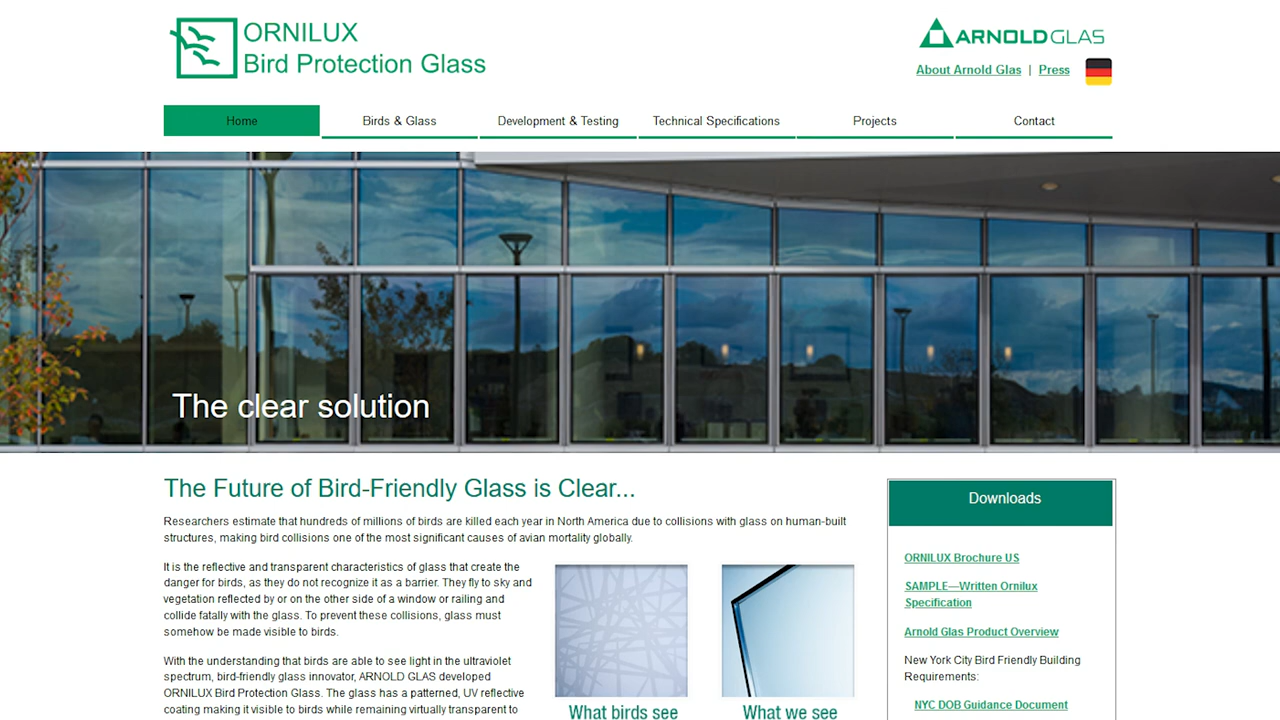 ORNILUX
Bird Protection Glass
ARNOLDGLAS
About Arnold Glas | Press
Home
Birds & Glass
Development & Testing
Technical Specifications
Projects
Contact
The clear solution
The Future of Bird-Friendly Glass is Clear...
Researchers estimate that hundreds of millions of birds are killed each year in North America due to collisions with glass on human-built
structures, making bird collisions one of the most significant causes of avian mortality globally.
It is the reflective and transparent characteristics of glass that create the
danger for birds, as they do not recognize it as a barrier. They fly to sky and
vegetation reflected by or on the other side of a window or railing and
collide fatally with the glass. To prevent these collisions, glass must
somehow be made visible to birds.
With the understanding that birds are able to see light in the ultraviolet
spectrum, bird-friendly glass innovator, ARNOLD GLAS developed
ORNILUX Bird Protection Glass. The glass has a patterned, UV reflective
coating making it visible to birds while remaining virtually transparent to
What birds see
What we see
Downloads
ORNILUX Brochure US
SAMPLE—Written Ornilux
Specification
Arnold Glas Product Overview
New York City Bird Friendly Building
Requirements:
NYC DOB Guidance Document